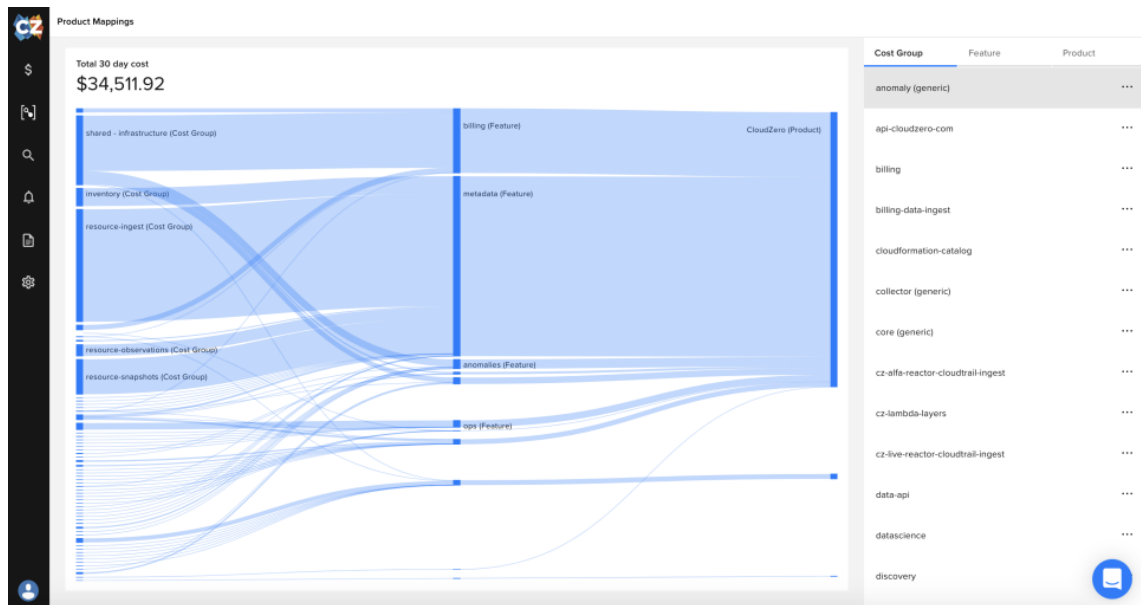 CZ
Product Mappings
Total 30 day cost
$34,511.92
shared - infrastructure (Cost Group)
inventory (Cost Group)
resource-ingest (Cost Group)
resource-observations (Cost Group)
resource-snapshots (Cost Group)
billing (Feature)
metadata (Feature)
anomalies (Feature)
ops (Feature)
CloudZero (Product)
Cost Group Feature Product
anomaly (generic)
api-cloudzero-com
billing
billing-data-ingest
cloudformation-catalog
collector (generic)
core (generic)
cz-alfa-reactor-cloudtrail-ingest
cz-lambda-layers
cz-live-reactor-cloudtrail-ingest
data-api
datascience
discovery